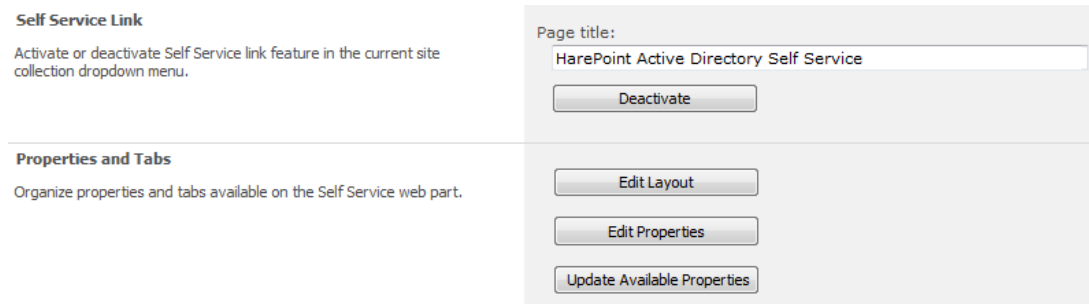 Self Service Link
Activate or deactivate Self Service link feature in the current site
collection dropdown menu.
Page title:
HarePoint Active Directory Self Service
Deactivate
Properties and Tabs
Organize properties and tabs available on the Self Service web part.
Edit Layout
Edit Properties
Update Available Properties